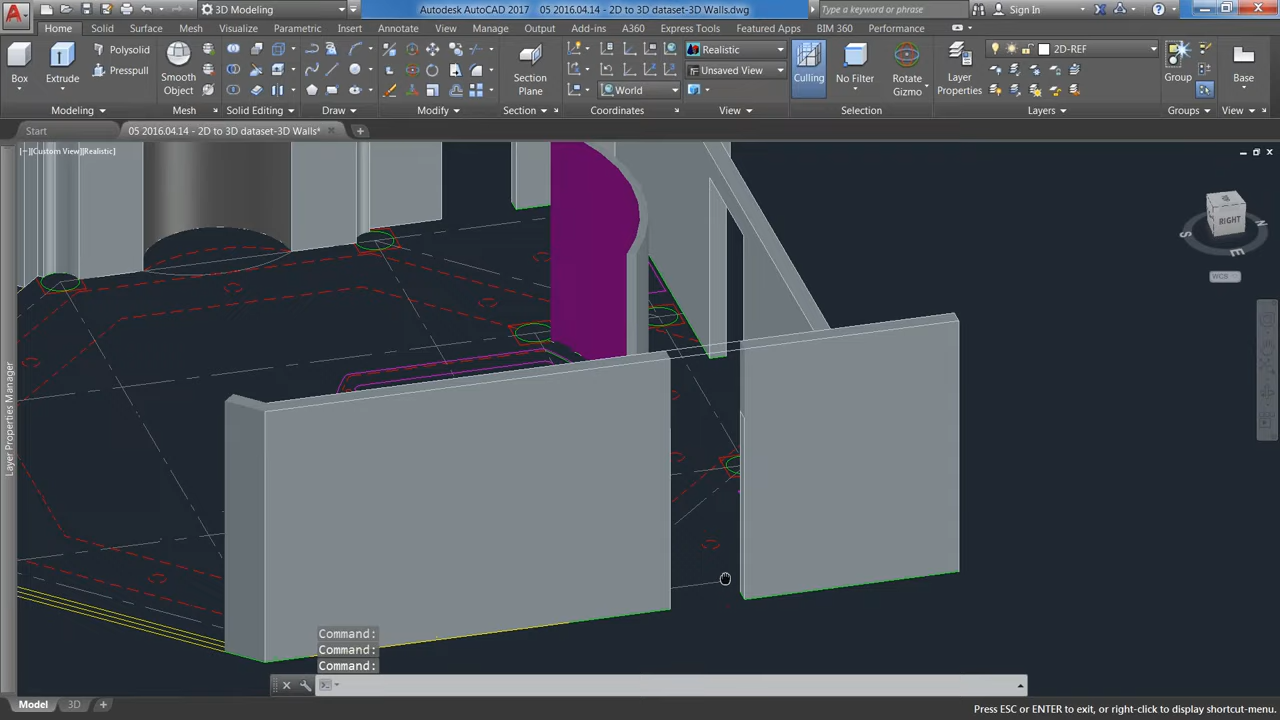 3D Modeling
Autodesk AutoCAD 2017 05 2016.04.14 - 2D to 3D dataset-3D Walls.dwg
Type a keyword or phrase
Sign In
Home Solid Surface Mesh Visualize Parametric Insert Annotate View Manage Output Add-ins A360 Express Tools Featured Apps BIM 360 Performance
Box
Extrude
Polysolid
Presspull
Smooth
Object
Section
Plane
World
Realistic
Unsaved View
Culling
No Filter
Rotate
Gizmo
Layer
Properties
2D-REF
Group
Base
Modeling
Mesh
Solid Editing
Draw
Modify
Section
Coordinates
View
Selection
Layers
Groups
View
Start
05 2016.04.14 - 2D to 3D dataset-3D Walls*
[−][Custom View][Realistic]
RIGHT
S
E
WCS
Layer Properties Manager
Command:
Command:
Command:
Model
3D
Press ESC or ENTER to exit, or right-click to display shortcut-menu.